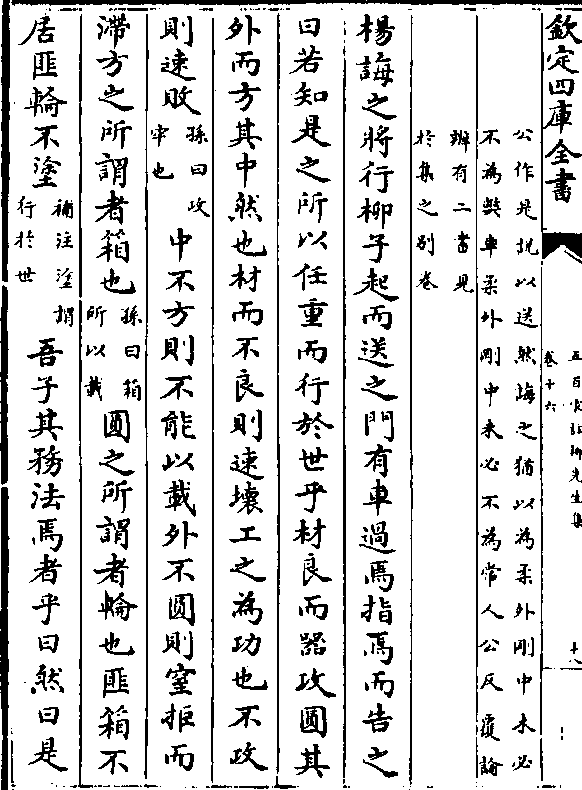 欽定四庫全書
五百家註柳先生集
卷十六
公作是說以送然誨之猶以為柔外剛中未必
不為弊車柔外剛中未必不為常人公反覆論
辨有二書見
於集之別卷
楊誨之將行柳子起而送之門有車過焉指焉而告之
曰若知是之所以任重而行於世乎材良而器攻圓其
外而方其中然也材而不良則速壞工之為功也不攻
則速敗孫曰攻
牢也中不方則不能以載外不圓則窒拒而
滯方之所謂者箱也孫曰箱
所以載圓之所謂者輪也匪箱不
居匪輪不塗補注塗謂
行於世吾子其務法焉者乎曰然曰是